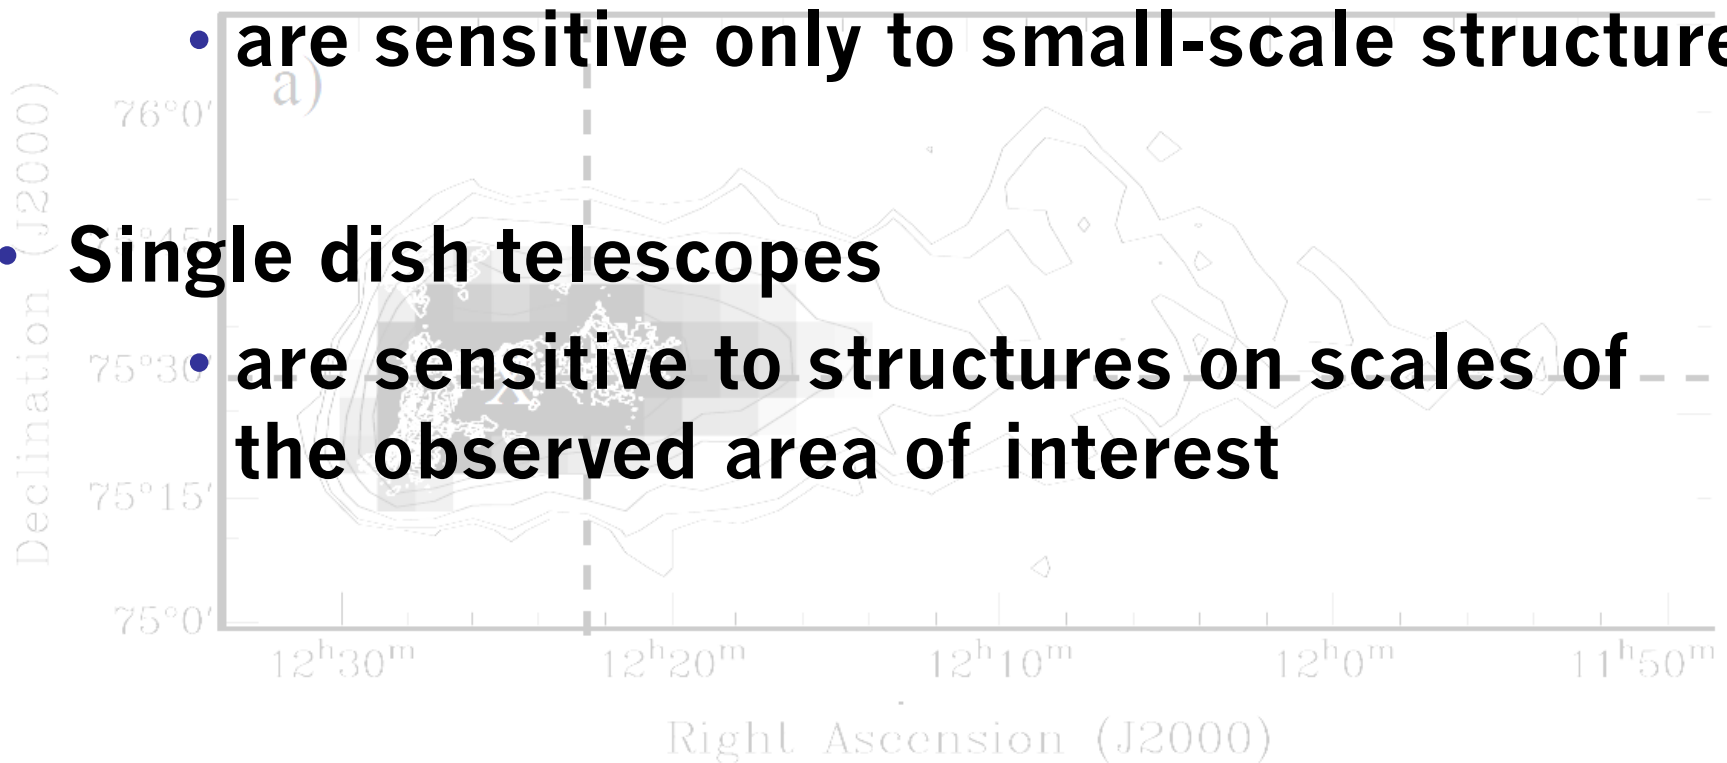 • are sensitive only to small-scale structure
a)
• Single dish telescopes
• are sensitive to structures on scales of
the observed area of interest
X
Declination (J2000)
76°0'
75°45'
75°30'
75°15'
75°0'
12ʰ30ᵐ 12ʰ20ᵐ 12ʰ10ᵐ 12ʰ0ᵐ 11ʰ50ᵐ
Right Ascension (J2000)